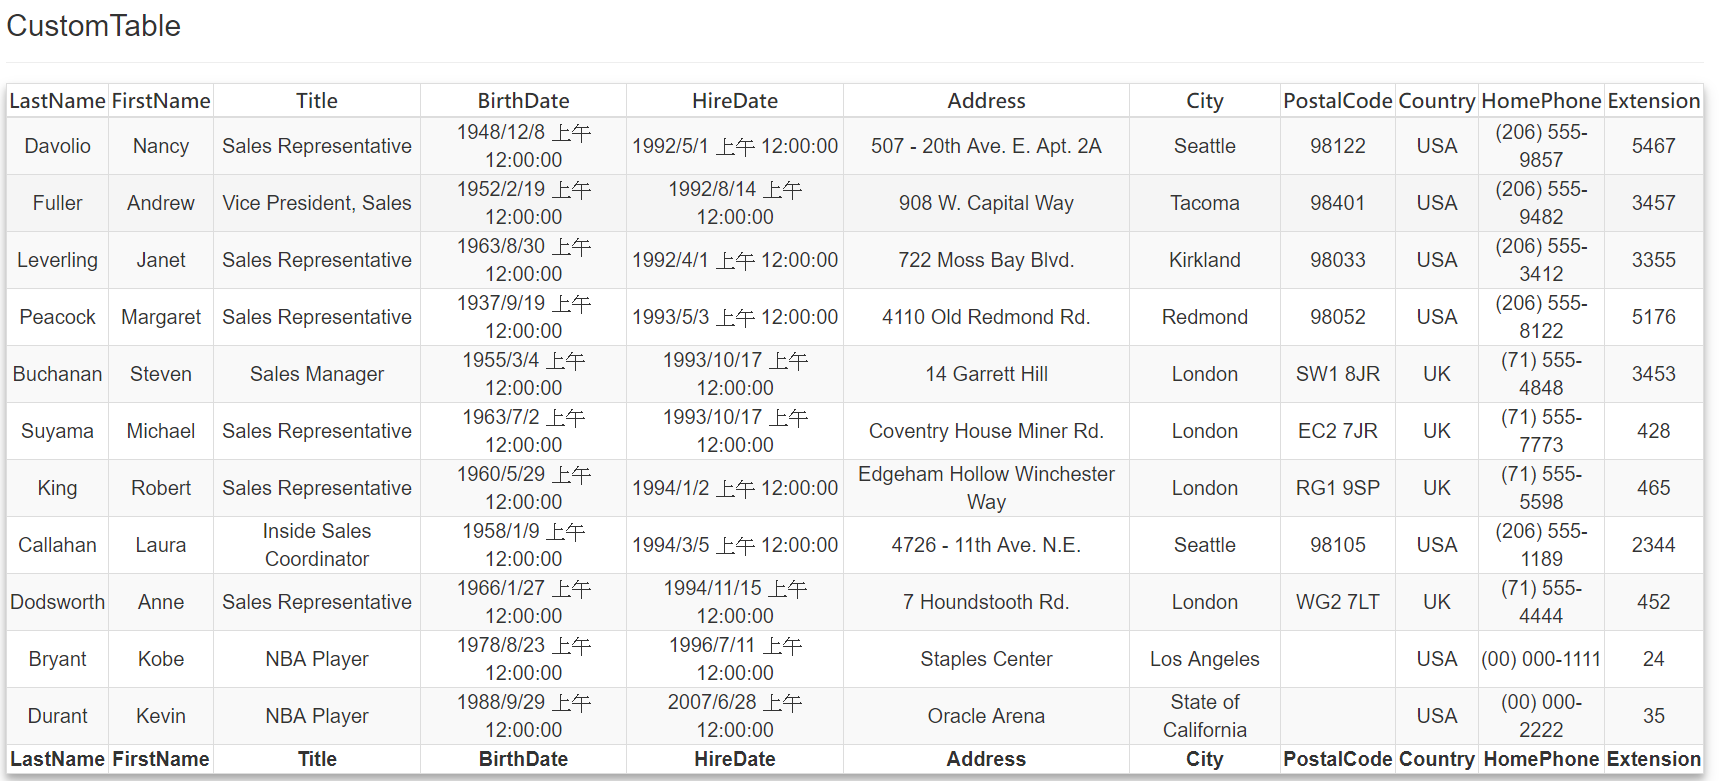 CustomTable
LastName FirstName Title BirthDate HireDate Address City PostalCode Country HomePhone Extension
Davolio Nancy Sales Representative 1948/12/8 上午 12:00:00 1992/5/1 上午 12:00:00 507 - 20th Ave. E. Apt. 2A Seattle 98122 USA (206) 555-9857 5467
Fuller Andrew Vice President, Sales 1952/2/19 上午 12:00:00 1992/8/14 上午 12:00:00 908 W. Capital Way Tacoma 98401 USA (206) 555-9482 3457
Leverling Janet Sales Representative 1963/8/30 上午 12:00:00 1992/4/1 上午 12:00:00 722 Moss Bay Blvd. Kirkland 98033 USA (206) 555-3412 3355
Peacock Margaret Sales Representative 1937/9/19 上午 12:00:00 1993/5/3 上午 12:00:00 4110 Old Redmond Rd. Redmond 98052 USA (206) 555-8122 5176
Buchanan Steven Sales Manager 1955/3/4 上午 12:00:00 1993/10/17 上午 12:00:00 14 Garrett Hill London SW1 8JR UK (71) 555-4848 3453
Suyama Michael Sales Representative 1963/7/2 上午 12:00:00 1993/10/17 上午 12:00:00 Coventry House Miner Rd. London EC2 7JR UK (71) 555-7773 428
King Robert Sales Representative 1960/5/29 上午 12:00:00 1994/1/2 上午 12:00:00 Edgeham Hollow Winchester Way London RG1 9SP UK (71) 555-5598 465
Callahan Laura Inside Sales Coordinator 1958/1/9 上午 12:00:00 1994/3/5 上午 12:00:00 4726 - 11th Ave. N.E. Seattle 98105 USA (206) 555-1189 2344
Dodsworth Anne Sales Representative 1966/1/27 上午 12:00:00 1994/11/15 上午 12:00:00 7 Houndstooth Rd. London WG2 7LT UK (71) 555-4444 452
Bryant Kobe NBA Player 1978/8/23 上午 12:00:00 1996/7/11 上午 12:00:00 Staples Center Los Angeles USA (00) 000-1111 24
Durant Kevin NBA Player 1988/9/29 上午 12:00:00 2007/6/28 上午 12:00:00 Oracle Arena State of California USA (00) 000-2222 35
LastName FirstName Title BirthDate HireDate Address City PostalCode Country HomePhone Extension